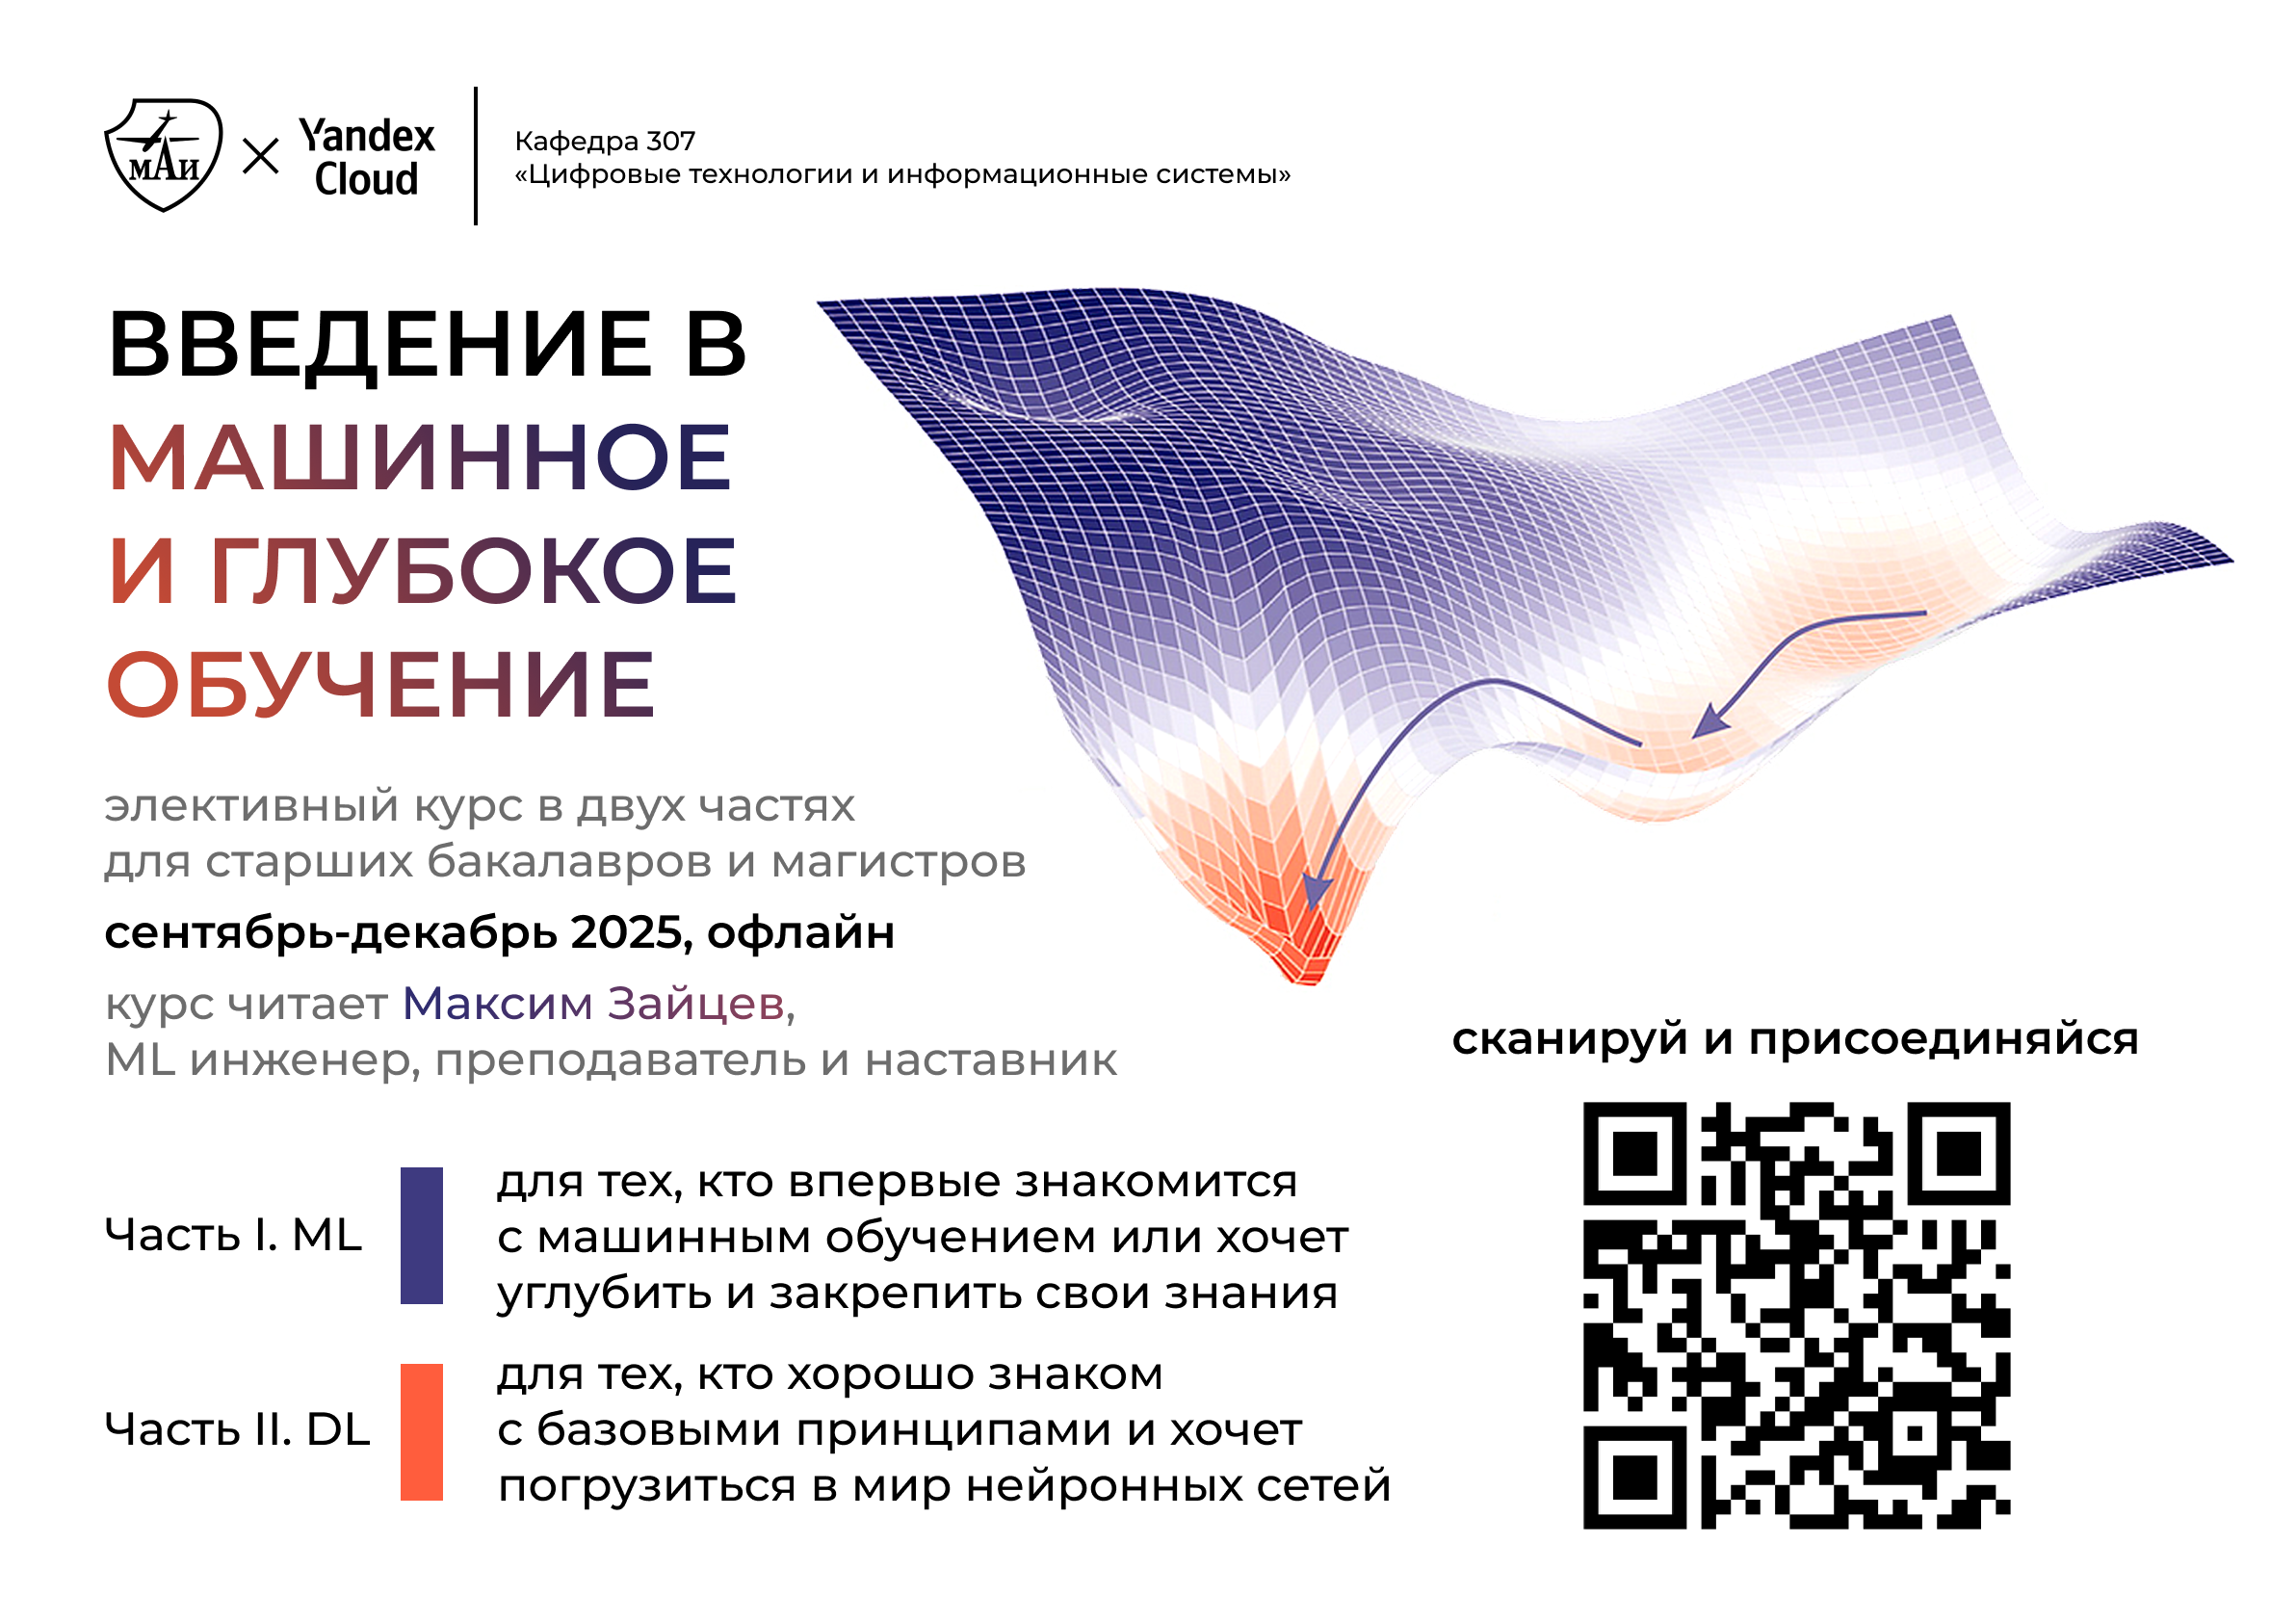 МАИ
Yandex
Cloud
Кафедра 307
«Цифровые технологии и информационные системы»
ВВЕДЕНИЕ В
МАШИННОЕ
И ГЛУБОКОЕ
ОБУЧЕНИЕ
элективный курс в двух частях
для старших бакалавров и магистров
сентябрь-декабрь 2025, офлайн
курс читает Максим Зайцев,
ML инженер, преподаватель и наставник
сканируй и присоединяйся
Часть I. ML
для тех, кто впервые знакомится
с машинным обучением или хочет
углубить и закрепить свои знания
Часть II. DL
для тех, кто хорошо знаком
с базовыми принципами и хочет
погрузиться в мир нейронных сетей